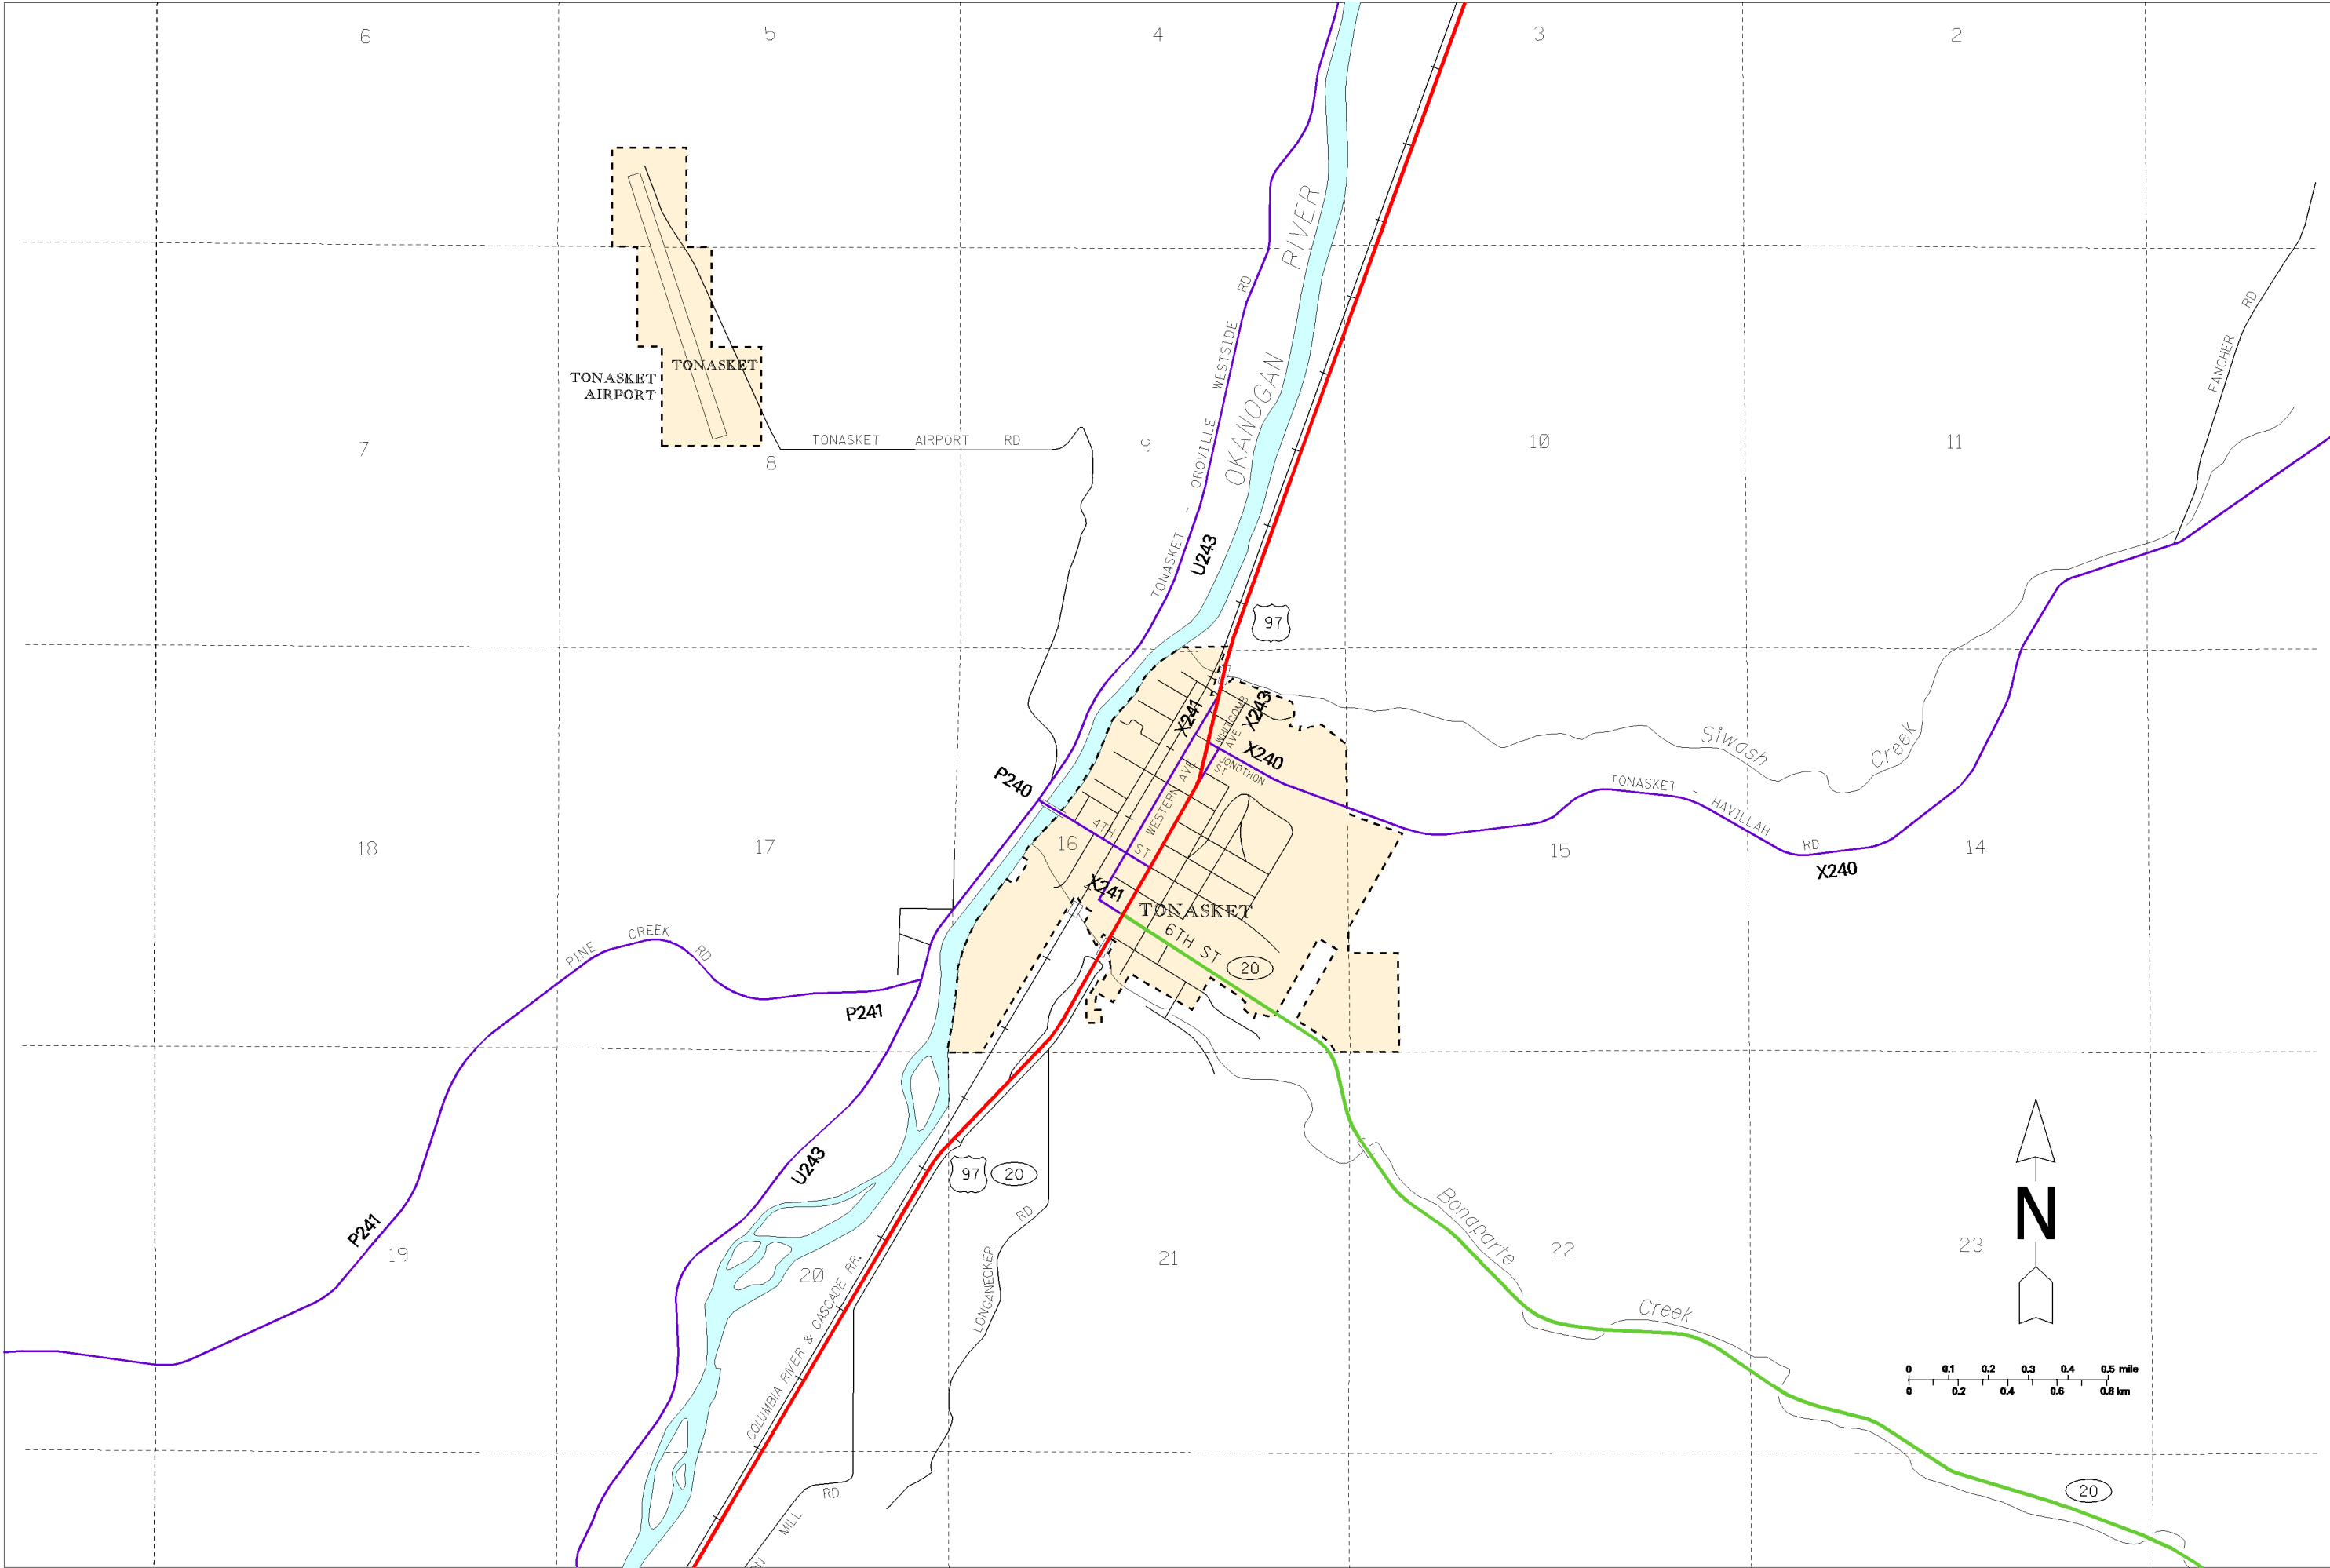 6
5
4
3
2
RIVER
OKANOGAN
TONASKET - OROVILLE WESTSIDE RD
U243
FANCHER RD
TONASKET
TONASKET
AIRPORT
TONASKET AIRPORT RD
7
8
9
10
11
97
X241
WHITCOMB
AVE
X243
X240
JONOTHON
ST
WESTERN AVE
P240
4TH ST
16
X241
TONASKET
6TH ST
20
Siwash Creek
TONASKET - HAVILLAH RD
X240
18
17
15
14
PINE CREEK RD
P241
U243
97
20
P241
19
20
21
22
23
COLUMBIA RIVER & CASCADE RR.
LONGANECKER RD
Bonaparte Creek
N
0 0.1 0.2 0.3 0.4 0.5 mile
0 0.2 0.4 0.6 0.8 km
MILL RD
20